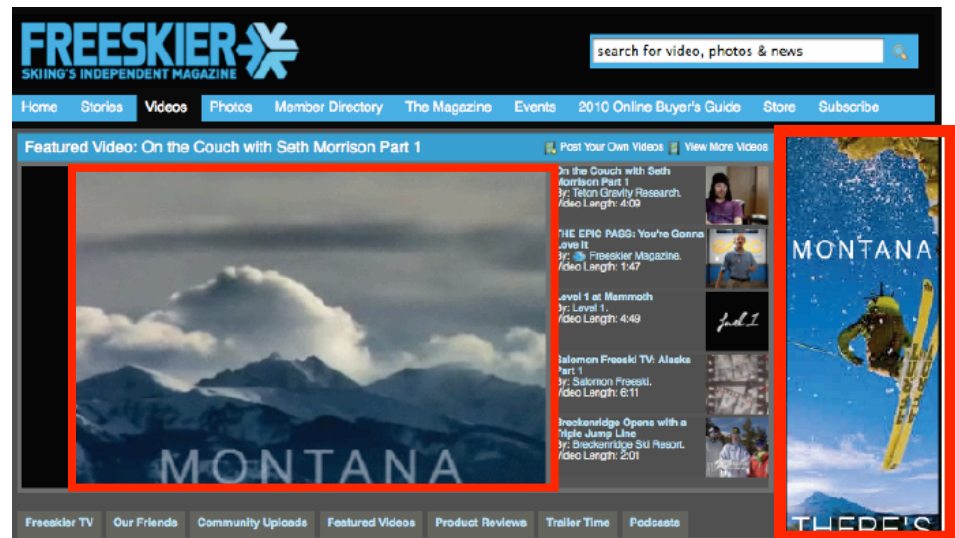 FREESKIER
SKIING'S INDEPENDENT MAGAZINE
search for video, photos & news
Home Stories Videos Photos Member Directory The Magazine Events 2010 Online Buyer's Guide Store Subscribe
Featured Video: On the Couch with Seth Morrison Part 1
Post Your Own Videos View More Videos
MONTANA
On the Couch with Seth
Morrison Part 1
By: Teton Gravity Research.
Video Length: 4:09
THE EPIC PASS: You're Gonna
Love It
By: Freeskier Magazine.
Video Length: 1:47
Level 1 at Mammoth
By: Level 1.
Video Length: 4:49
Level 1
Salomon Freeski TV: Alaska
Part 1
By: Salomon Freeski.
Video Length: 6:11
Breckenridge Opens with a
Triple Jump Line
By: Breckenridge Ski Resort.
Video Length: 2:01
MONTANA
THERE'S
Freeskier TV Our Friends Community Uploads Featured Videos Product Reviews Trailer Time Podcasts